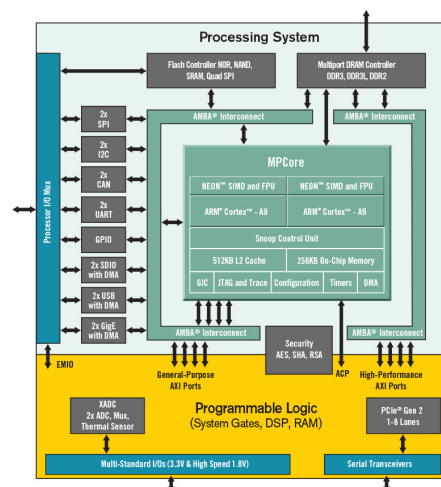 Processing System
Flash Controller NOR, NAND,
SRAM, Quad SPI
Multiport DRAM Controller
DDR3, DDR3L, DDR2
Processor I/O Mux
2x
SPI
2x
I2C
2x
CAN
2x
UART
GPIO
2x SDIO
with DMA
2x USB
with DMA
2x GigE
with DMA
AMBA® Interconnect
AMBA® Interconnect
MPCore
NEON™ SIMD and FPU
NEON™ SIMD and FPU
ARM® Cortex™ - A9
ARM® Cortex™ - A9
Snoop Control Unit
512KB L2 Cache
256KB On-Chip Memory
GIC
JTAG and Trace
Configuration
Timers
DMA
AMBA® Interconnect
AMBA® Interconnect
Security
AES, SHA, RSA
EMIO
General-Purpose
AXI Ports
ACP
High-Performance
AXI Ports
Programmable Logic
(System Gates, DSP, RAM)
XADC
2x ADC, Mux,
Thermal Sensor
PCIe® Gen 2
1-8 Lanes
Multi-Standard I/Os (3.3V & High Speed 1.8V)
Serial Transceivers